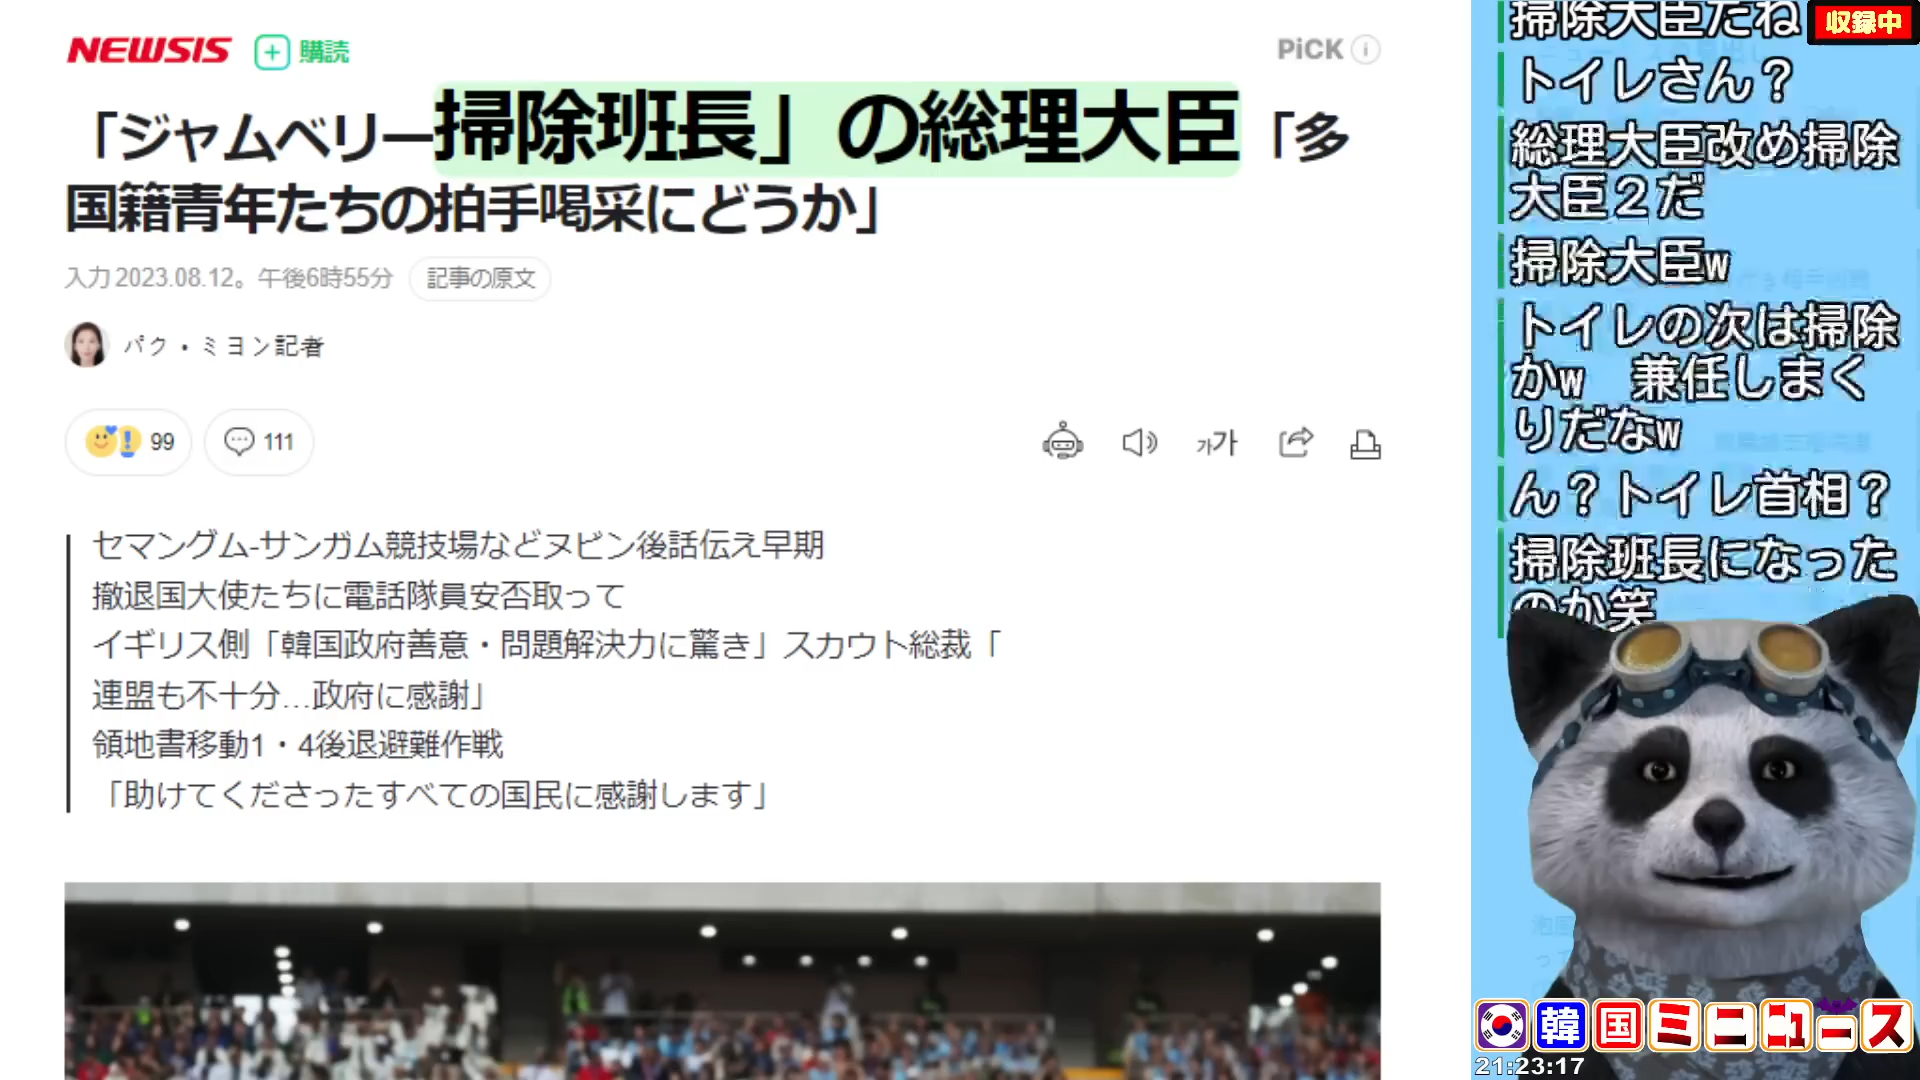 NEWSIS
購読
PiCK
「ジャムベリー掃除班長」の総理大臣「多
国籍青年たちの拍手喝采にどうか」
入力2023.08.12。午後6時55分
記事の原文
パク・ミヨン記者
99
111
가가
セマングム-サンガム競技場などヌビン後話伝え早期
撤退国大使たちに電話隊員安否取って
イギリス側「韓国政府善意・問題解決力に驚き」スカウト総裁「
連盟も不十分…政府に感謝」
領地書移動1・4後退避難作戦
「助けてくださったすべての国民に感謝します」
掃除大臣だね
収録中
トイレさん？
総理大臣改め掃除
大臣２だ
掃除大臣w
トイレの次は掃除
かw　兼任しまく
りだなw
ん？トイレ首相？
掃除班長になった
のか笑
韓国ミニニュース
21:23:17